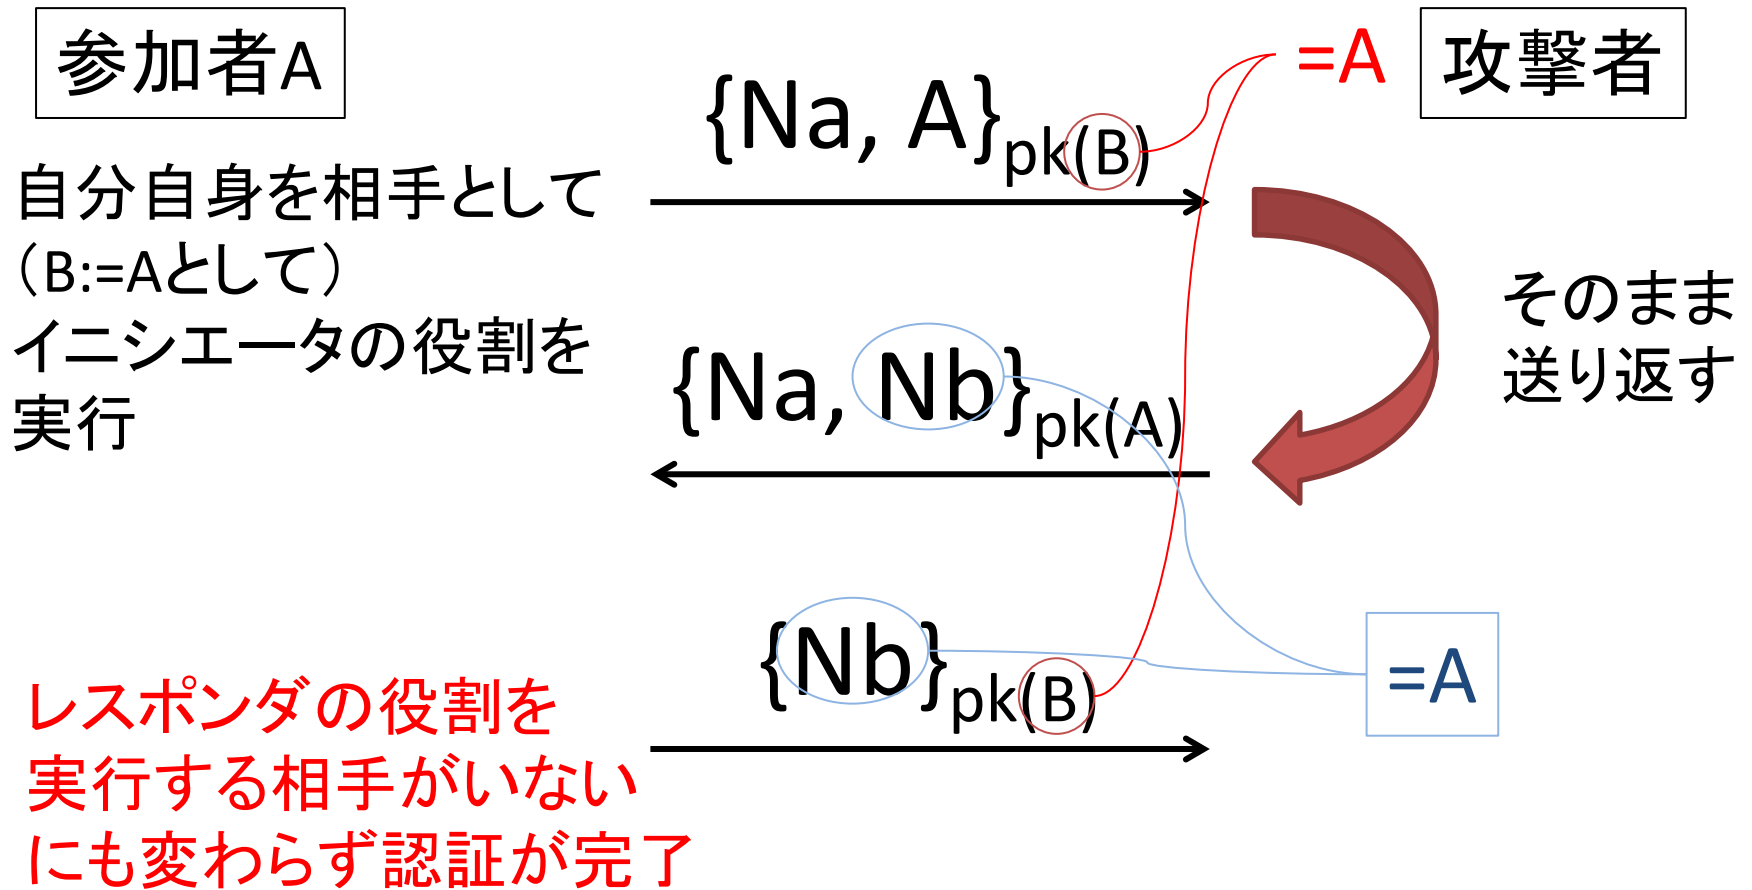 参加者A
=A
攻撃者
{Na, A}pk(B)
自分自身を相手として
（B:=Aとして）
イニシエータの役割を
実行
そのまま
送り返す
{Na, Nb}pk(A)
{Nb}pk(B)
=A
レスポンダの役割を
実行する相手がいない
にも変わらず認証が完了